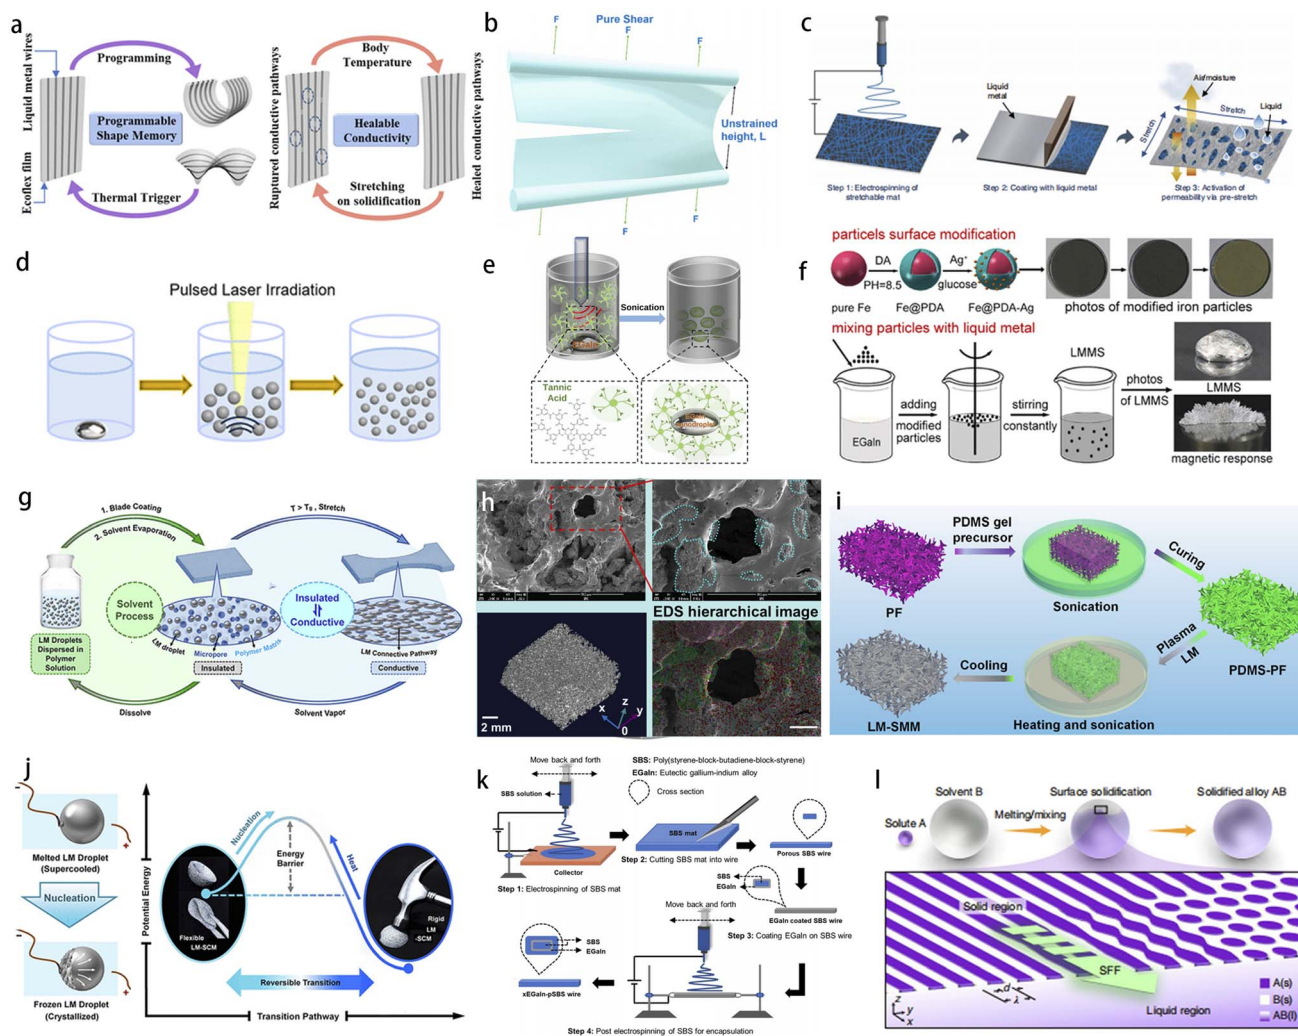 a
Liquid metal wires
Ecoflex film
Programming
Programmable
Shape Memory
Thermal Trigger
Ruptured conductive pathways
Body
Temperature
Healable
Conductivity
Stretching
on solidification
Healed conductive pathways
b
Pure Shear
F
F
F
Unstrained
height, L
F
F
F
c
Liquid
metal
Air/moisture
Stretch
Liquid
Stretch
Step 1: Electrospinning of
stretchable mat
Step 2: Coating with liquid metal
Step 3: Activation of
permeability via pre-stretch
d
Pulsed Laser Irradiation
e
EGaIn
Sonication
Tannic
Acid
f
particels surface modification
DA
PH=8.5
Ag⁺
glucose
pure Fe
Fe@PDA
Fe@PDA-Ag
photos of modified iron particles
mixing particles with liquid metal
EGaIn
adding
modified
particles
stirring
constantly
LMMS
photos
of LMMS
LMMS
magnetic response
g
1. Blade Coating
2. Solvent Evaporation
T > Tg , Stretch
Solvent
Process
Insulated
Conductive
LM Droplets
Dispersed in
Polymer
Solution
LM droplet
Micropore
Polymer Matrix
Insulated
LM Connective Pathway
Conductive
Dissolve
Solvent Vapor
h
EDS hierarchical image
2 mm
x
z
y
0
i
PF
PDMS gel
precursor
Sonication
Curing
PDMS-PF
Plasma
LM
Heating and sonication
Cooling
LM-SMM
j
Melted LM Droplet
(Supercooled)
Nucleation
Frozen LM Droplet
(Crystallized)
Potential Energy
Nucleation
Energy
Barrier
Heat
Flexible
LM-SCM
Rigid
LM
-SCM
Reversible Transition
Transition Pathway
k
Move back and forth
SBS solution
Collector
Step 1: Electrospinning of SBS mat
SBS: Poly(styrene-block-butadiene-block-styrene)
EGaIn: Eutectic gallium-indium alloy
Cross section
SBS mat
Step 2: Cutting SBS mat into wire
Porous SBS wire
SBS
EGaIn
EGaIn coated SBS wire
Step 3: Coating EGaIn on SBS wire
Move back and forth
SBS
EGaIn
xEGaIn-pSBS wire
Step 4: Post electrospinning of SBS for encapsulation
l
Solute A
Solvent B
Melting/mixing
Surface solidification
Solidified alloy AB
Solid region
SFF
d
λ
Liquid region
z
y
x
A(s)
B(s)
AB(l)